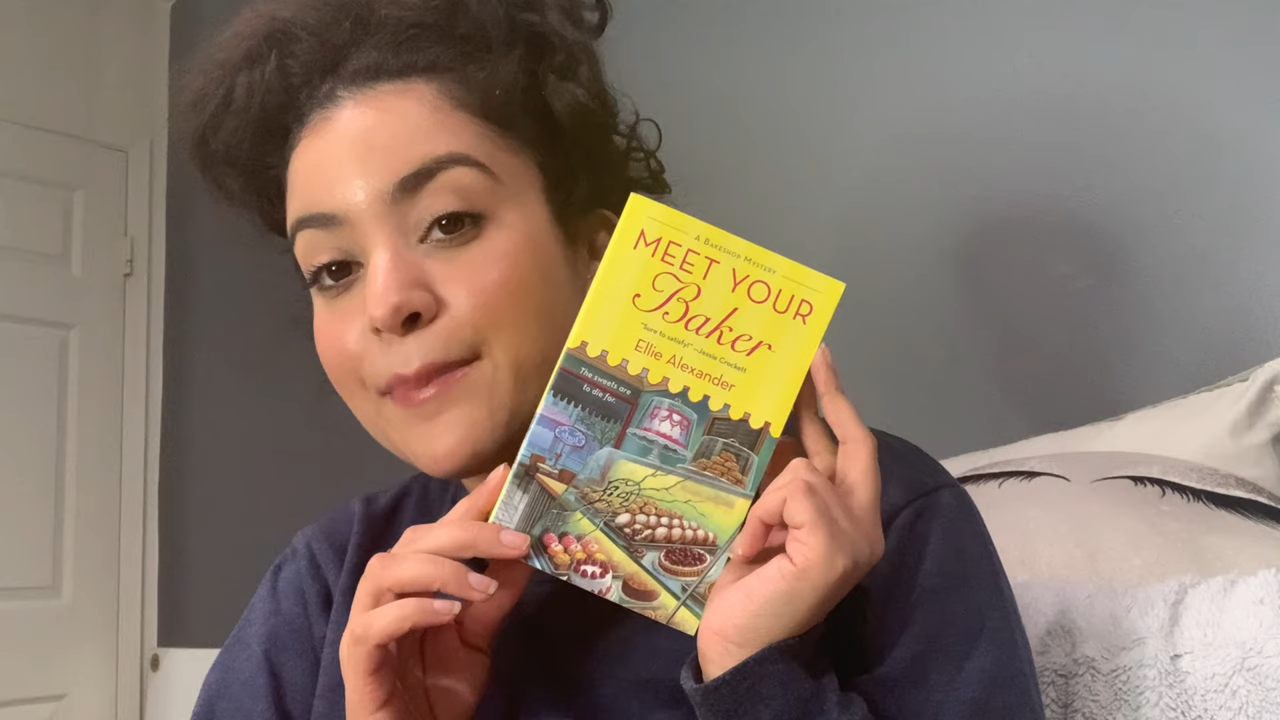 A BAKESHOP MYSTERY
MEET YOUR
Baker
"Sure to satisfy!" —Jessie Crockett
Ellie Alexander
The sweets are
to die for.